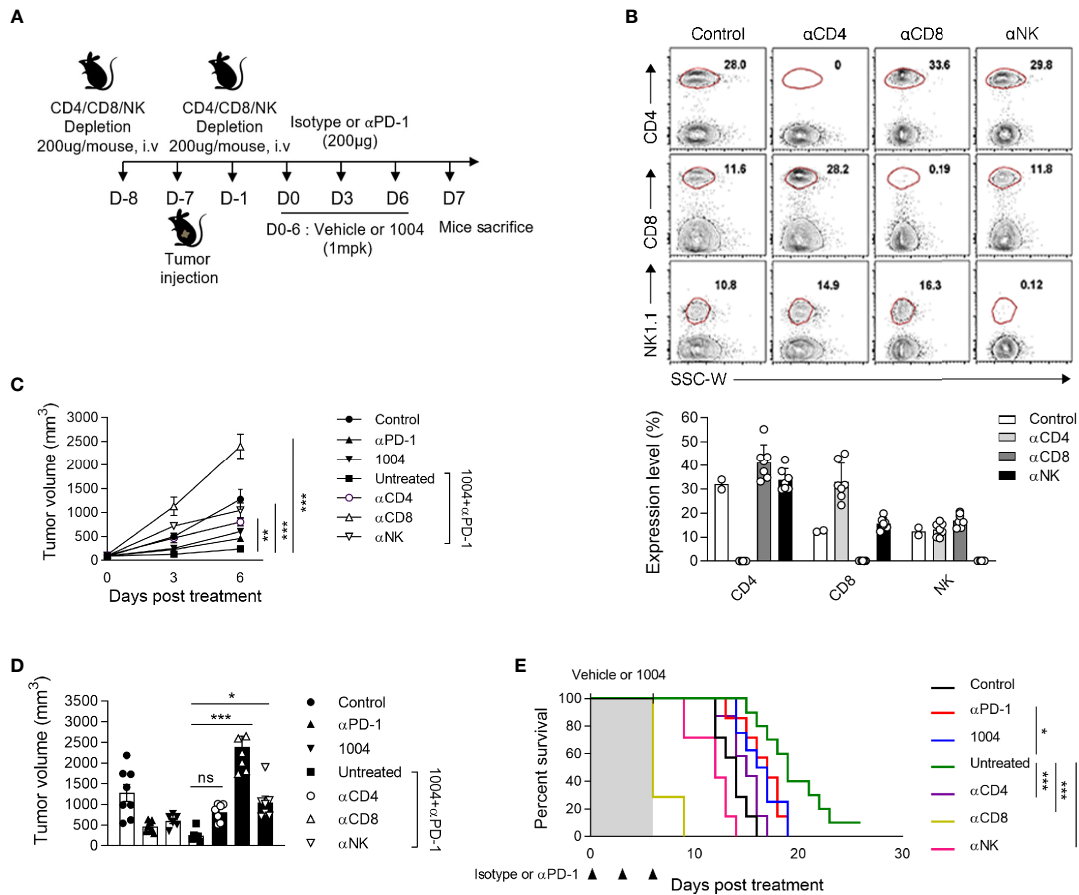 A
CD4/CD8/NK
Depletion
200ug/mouse, i.v
CD4/CD8/NK
Depletion
200ug/mouse, i.v
Isotype or αPD-1
(200µg)
D-8 D-7 D-1 D0 D3 D6 D7
Tumor
injection
D0-6 : Vehicle or 1004
(1mpk)
Mice sacrifice
B
Control αCD4 αCD8 αNK
CD4
28.0 0 33.6 29.8
CD8
11.6 28.2 0.19 11.8
NK1.1
10.8 14.9 16.3 0.12
SSC-W
Expression level (%)
60
50
40
30
20
10
0
CD4 CD8 NK
Control
αCD4
αCD8
αNK
C
Tumor volume (mm3)
3000
2500
2000
1500
1000
500
0
0 3 6
Days post treatment
** *** ***
Control
αPD-1
1004
Untreated
αCD4
αCD8
αNK
1004+αPD-1
D
Tumor volume (mm3)
3500
3000
2500
2000
1500
1000
500
0
*
***
ns
Control
αPD-1
1004
Untreated
αCD4
αCD8
αNK
1004+αPD-1
E
Vehicle or 1004
Percent survival
100
80
60
40
20
0
0 10 20 30
Isotype or αPD-1
Days post treatment
Control
αPD-1
1004
Untreated
αCD4
αCD8
αNK
*
***
***